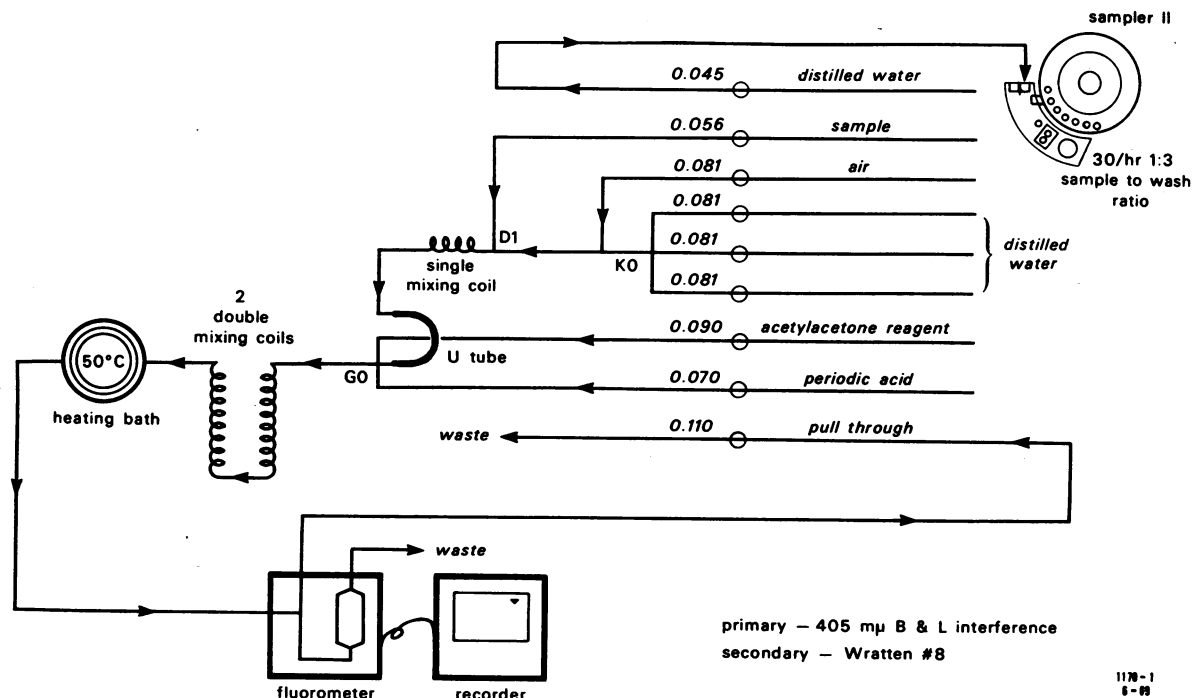 sampler II
0.045 distilled water
0.056 sample
0.081 air
30/hr 1:3
sample to wash
ratio
0.081
D1
0.081
K0
distilled
water
0.081
single
mixing coil
2
double
mixing coils
0.090 acetylacetone reagent
U tube
50°C
G0
0.070 periodic acid
heating bath
waste
0.110 pull through
waste
primary – 405 mμ B & L interference
secondary – Wratten #8
fluorometer
recorder